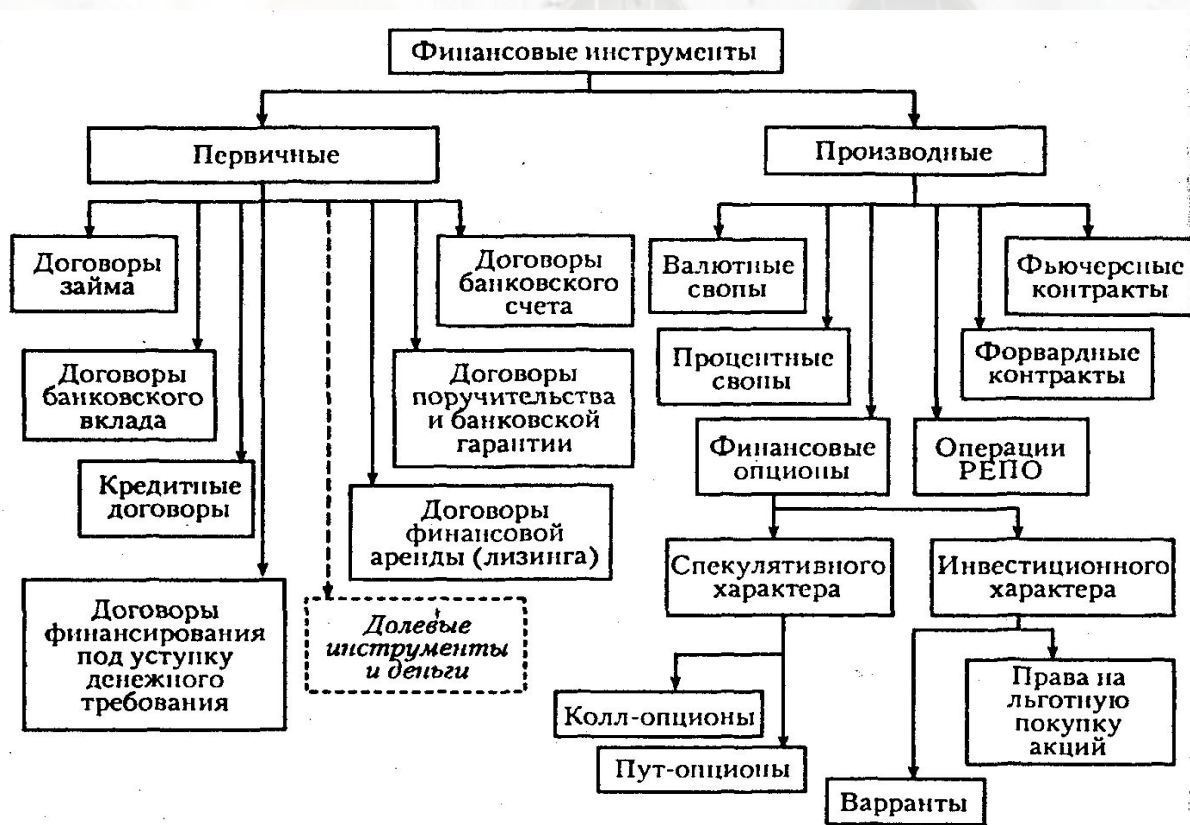 Финансовые инструменты
Первичные
Производные
Договоры
займа
Договоры
банковского
счета
Валютные
свопы
Фьючерсные
контракты
Договоры
банковского
вклада
Договоры
поручительства
и банковской
гарантии
Процентные
свопы
Форвардные
контракты
Кредитные
договоры
Договоры
финансовой
аренды (лизинга)
Финансовые
опционы
Операции
РЕПО
Договоры
финансирования
под уступку
денежного
требования
Долевые
инструменты
и деньги
Спекулятивного
характера
Инвестиционного
характера
Колл-опционы
Пут-опционы
Права на
льготную
покупку
акций
Варранты